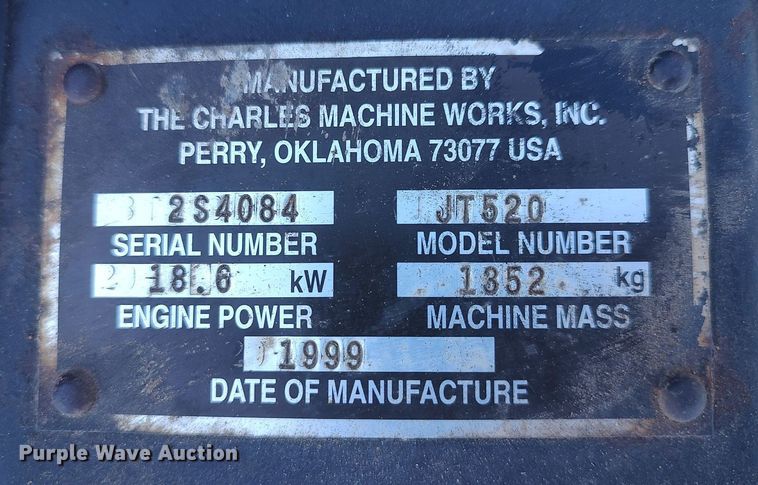 MANUFACTURED BY
THE CHARLES MACHINE WORKS, INC.
PERRY, OKLAHOMA 73077 USA
2S4084 JT520
SERIAL NUMBER MODEL NUMBER
18.6 kW 1352 kg
ENGINE POWER MACHINE MASS
1999
DATE OF MANUFACTURE
Purple Wave Auction